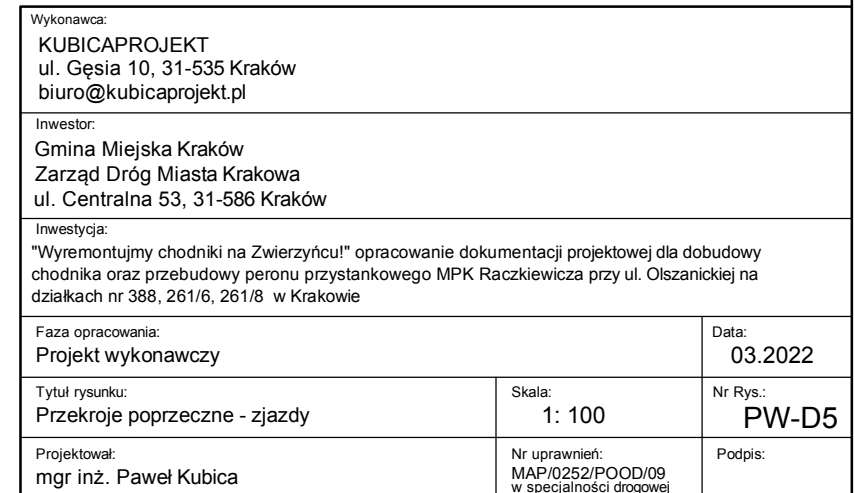 Wykonawca:
KUBICAPROJEKT
ul. Gęsia 10, 31-535 Kraków
biuro@kubicaprojekt.pl
Inwestor:
Gmina Miejska Kraków
Zarząd Dróg Miasta Krakowa
ul. Centralna 53, 31-586 Kraków
Inwestycja:
"Wyremontujmy chodniki na Zwierzyńcu!" opracowanie dokumentacji projektowej dla dobudowy
chodnika oraz przebudowy peronu przystankowego MPK Raczkiewicza przy ul. Olszanickiej na
działkach nr 388, 261/6, 261/8 w Krakowie
Faza opracowania:
Projekt wykonawczy
Data:
03.2022
Tytuł rysunku:
Przekroje poprzeczne - zjazdy
Skala:
1: 100
Nr Rys.:
PW-D5
Projektował:
mgr inż. Paweł Kubica
Nr uprawnień:
MAP/0252/POOD/09
w specjalności drogowej
Podpis: